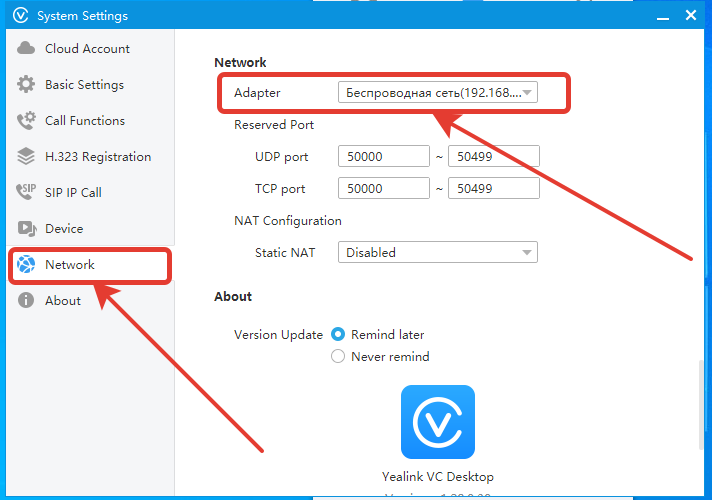 System Settings
Cloud Account
Basic Settings
Call Functions
H.323 Registration
SIP IP Call
Device
Network
About
Network
Adapter Беспроводная сеть(192.168....
Reserved Port
UDP port 50000 ~ 50499
TCP port 50000 ~ 50499
NAT Configuration
Static NAT Disabled
About
Version Update Remind later
Never remind
Yealink VC Desktop